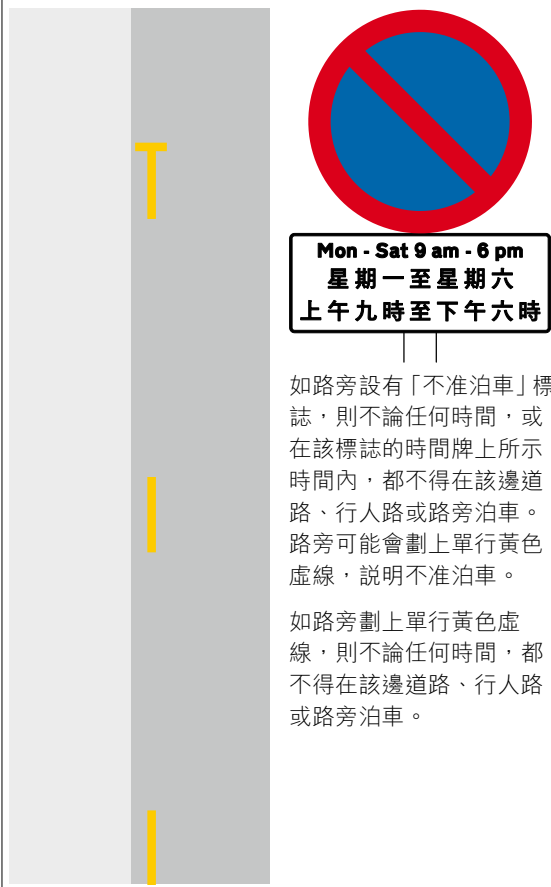 Mon - Sat 9 am - 6 pm
星期一至星期六
上午九時至下午六時
如路旁設有「不准泊車」標
誌，則不論任何時間，或
在該標誌的時間牌上所示
時間內，都不得在該邊道
路、行人路或路旁泊車。
路旁可能會劃上單行黃色
虛線，説明不准泊車。
如路旁劃上單行黃色虛
線，則不論任何時間，都
不得在該邊道路、行人路
或路旁泊車。